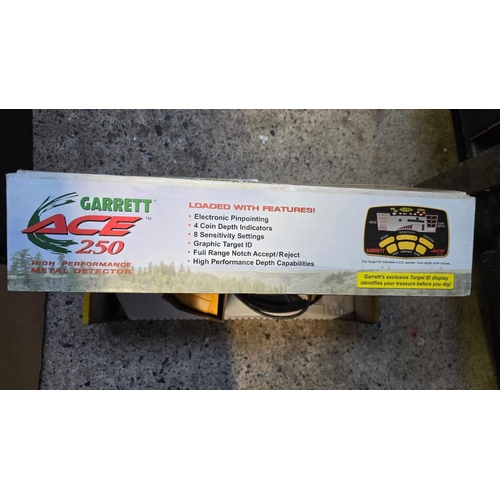 GARRETT
ACE™
250
HIGH PERFORMANCE
METAL DETECTOR
LOADED WITH FEATURES!
• Electronic Pinpointing
• 4 Coin Depth Indicators
• 8 Sensitivity Settings
• Graphic Target ID
• Full Range Notch Accept/Reject
• High Performance Depth Capabilities
GARRETT ACE
Garrett's exclusive Target ID display
identifies your treasure before you dig!